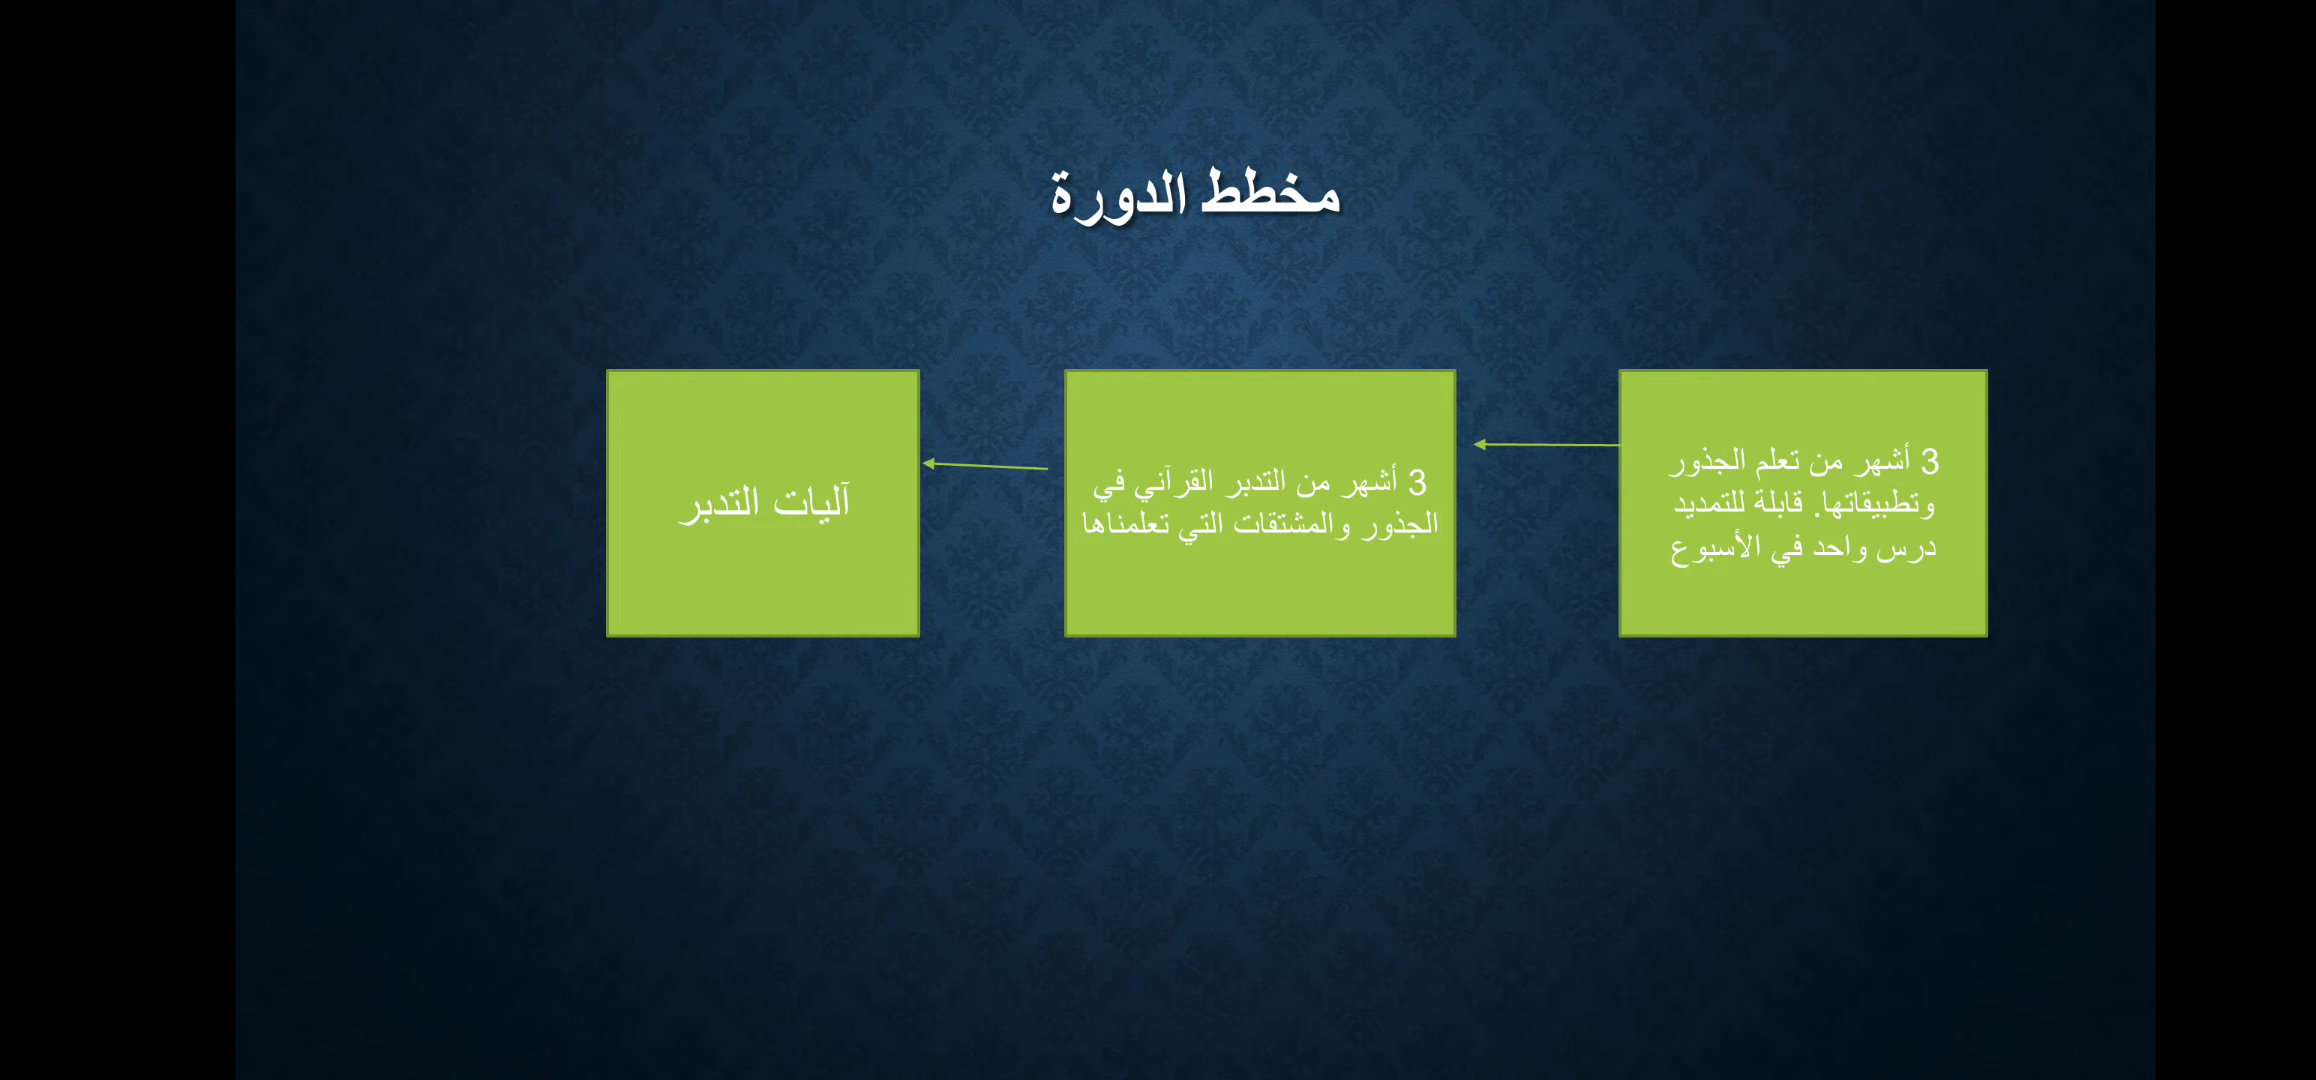 مخطط الدورة
3 أشهر من تعلم الجذور
وتطبيقاتها. قابلة للتمديد
درس واحد في الأسبوع
3 أشهر من التدبر القرآني في
الجذور والمشتقات التي تعلمناها
آليات التدبر